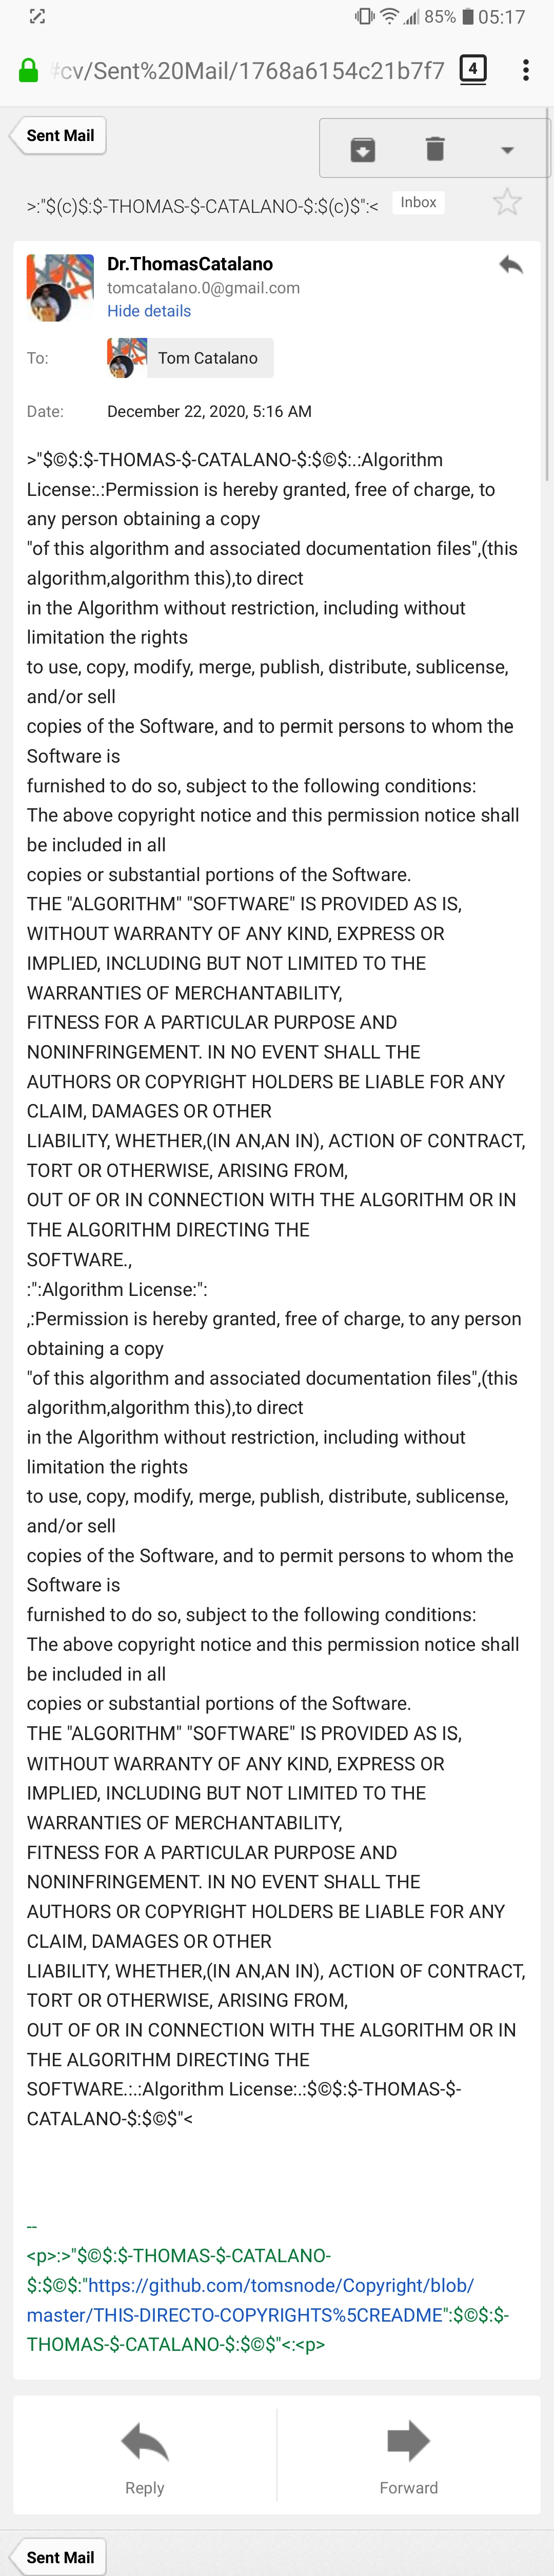 85% 05:17
#cv/Sent%20Mail/1768a6154c21b7f7 4
Sent Mail
>:"$(c)$:$-THOMAS-$-CATALANO-$:$(c)$":< Inbox
Dr.ThomasCatalano
tomcatalano.0@gmail.com
Hide details
To: Tom Catalano
Date: December 22, 2020, 5:16 AM
>"$©$:$-THOMAS-$-CATALANO-$:$©$:.:Algorithm
License:.:Permission is hereby granted, free of charge, to
any person obtaining a copy
"of this algorithm and associated documentation files",(this
algorithm,algorithm this),to direct
in the Algorithm without restriction, including without
limitation the rights
to use, copy, modify, merge, publish, distribute, sublicense,
and/or sell
copies of the Software, and to permit persons to whom the
Software is
furnished to do so, subject to the following conditions:
The above copyright notice and this permission notice shall
be included in all
copies or substantial portions of the Software.
THE "ALGORITHM" "SOFTWARE" IS PROVIDED AS IS,
WITHOUT WARRANTY OF ANY KIND, EXPRESS OR
IMPLIED, INCLUDING BUT NOT LIMITED TO THE
WARRANTIES OF MERCHANTABILITY,
FITNESS FOR A PARTICULAR PURPOSE AND
NONINFRINGEMENT. IN NO EVENT SHALL THE
AUTHORS OR COPYRIGHT HOLDERS BE LIABLE FOR ANY
CLAIM, DAMAGES OR OTHER
LIABILITY, WHETHER,(IN AN,AN IN), ACTION OF CONTRACT,
TORT OR OTHERWISE, ARISING FROM,
OUT OF OR IN CONNECTION WITH THE ALGORITHM OR IN
THE ALGORITHM DIRECTING THE
SOFTWARE.,
:":Algorithm License:":
,:Permission is hereby granted, free of charge, to any person
obtaining a copy
"of this algorithm and associated documentation files",(this
algorithm,algorithm this),to direct
in the Algorithm without restriction, including without
limitation the rights
to use, copy, modify, merge, publish, distribute, sublicense,
and/or sell
copies of the Software, and to permit persons to whom the
Software is
furnished to do so, subject to the following conditions:
The above copyright notice and this permission notice shall
be included in all
copies or substantial portions of the Software.
THE "ALGORITHM" "SOFTWARE" IS PROVIDED AS IS,
WITHOUT WARRANTY OF ANY KIND, EXPRESS OR
IMPLIED, INCLUDING BUT NOT LIMITED TO THE
WARRANTIES OF MERCHANTABILITY,
FITNESS FOR A PARTICULAR PURPOSE AND
NONINFRINGEMENT. IN NO EVENT SHALL THE
AUTHORS OR COPYRIGHT HOLDERS BE LIABLE FOR ANY
CLAIM, DAMAGES OR OTHER
LIABILITY, WHETHER,(IN AN,AN IN), ACTION OF CONTRACT,
TORT OR OTHERWISE, ARISING FROM,
OUT OF OR IN CONNECTION WITH THE ALGORITHM OR IN
THE ALGORITHM DIRECTING THE
SOFTWARE.:.:Algorithm License:.:$©$:$-THOMAS-$-
CATALANO-$:$©$"<
--
<p>:>"$©$:$-THOMAS-$-CATALANO-
$:$©$:"https://github.com/tomsnode/Copyright/blob/
master/THIS-DIRECTO-COPYRIGHTS%5CREADME":$©$:$-
THOMAS-$-CATALANO-$:$©$"<:<p>
Reply Forward
Sent Mail